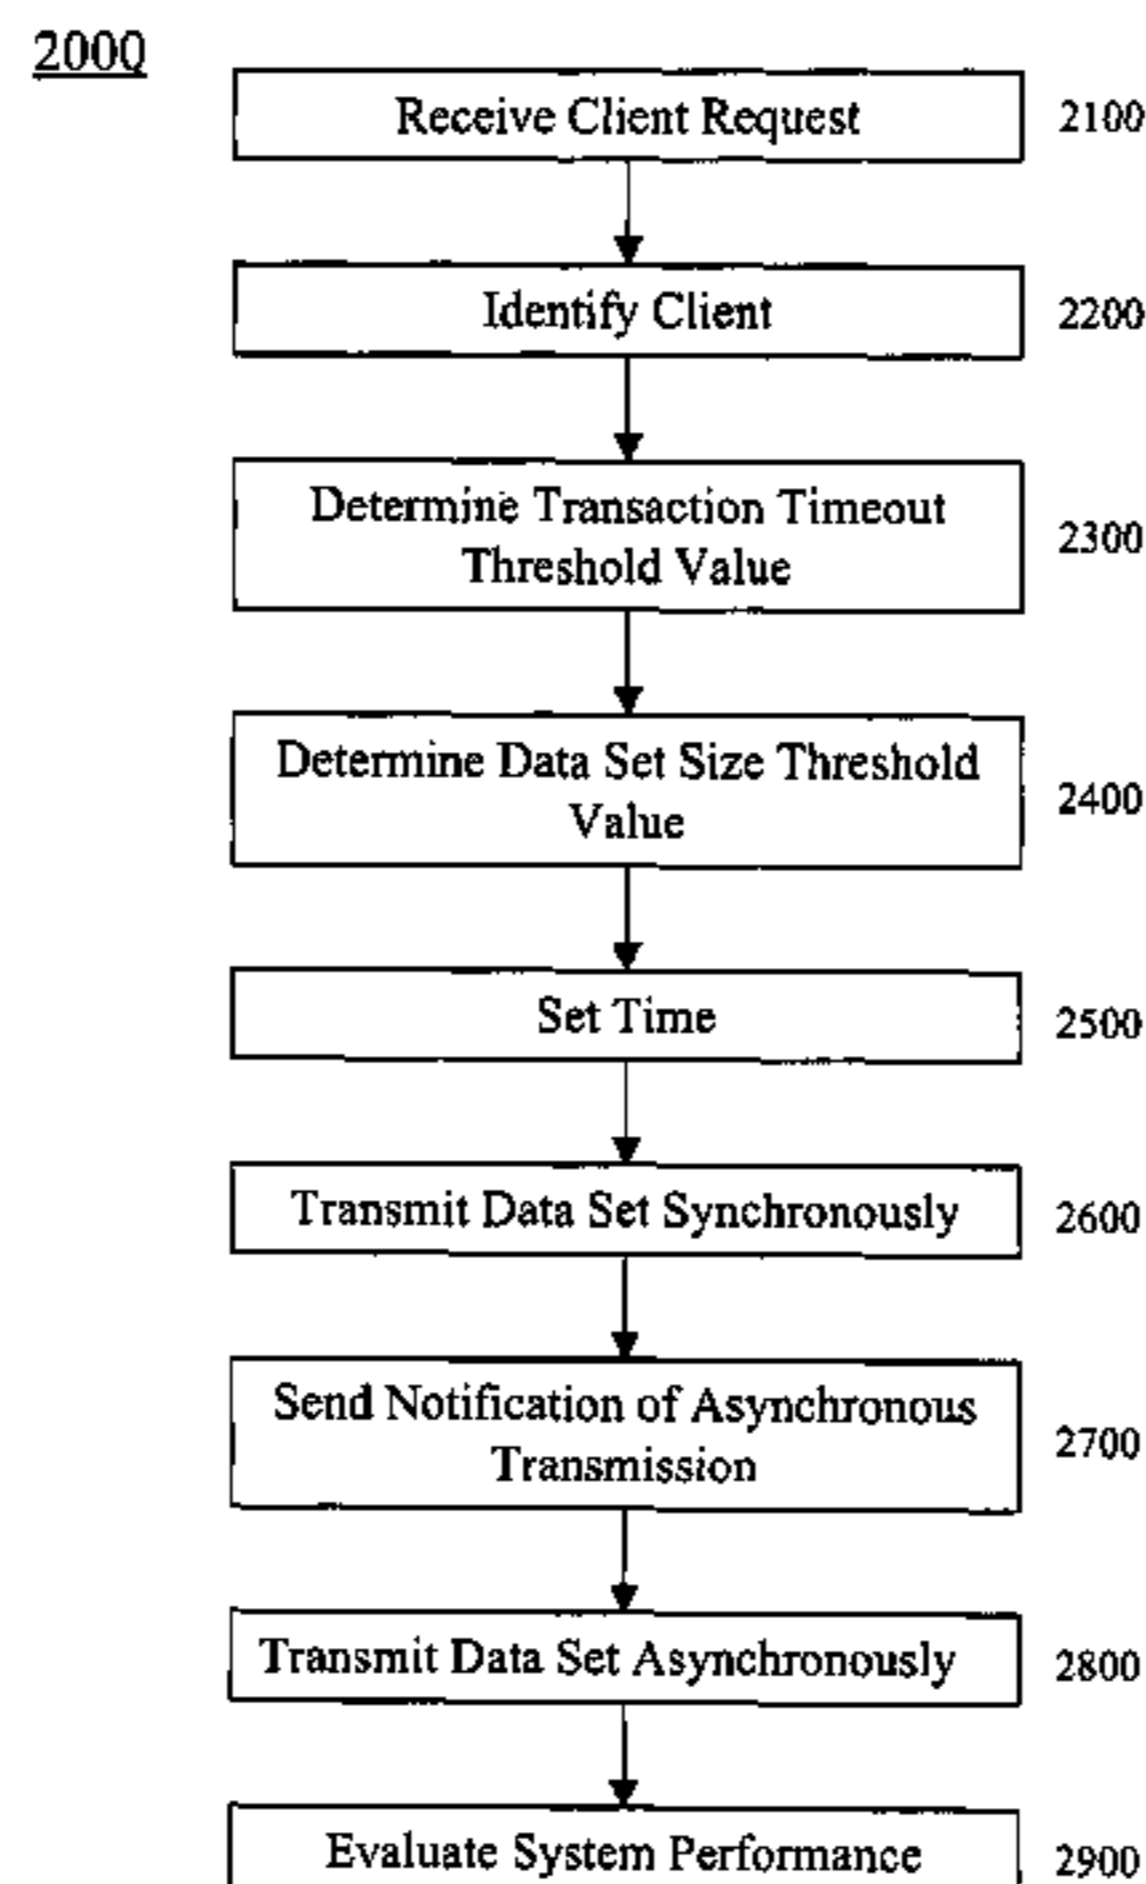 2000
Receive Client Request
2100
Identify Client
2200
Determine Transaction Timeout
Threshold Value
2300
Determine Data Set Size Threshold
Value
2400
Set Time
2500
Transmit Data Set Synchronously
2600
Send Notification of Asynchronous
Transmission
2700
Transmit Data Set Asynchronously
2800
Evaluate System Performance
2900